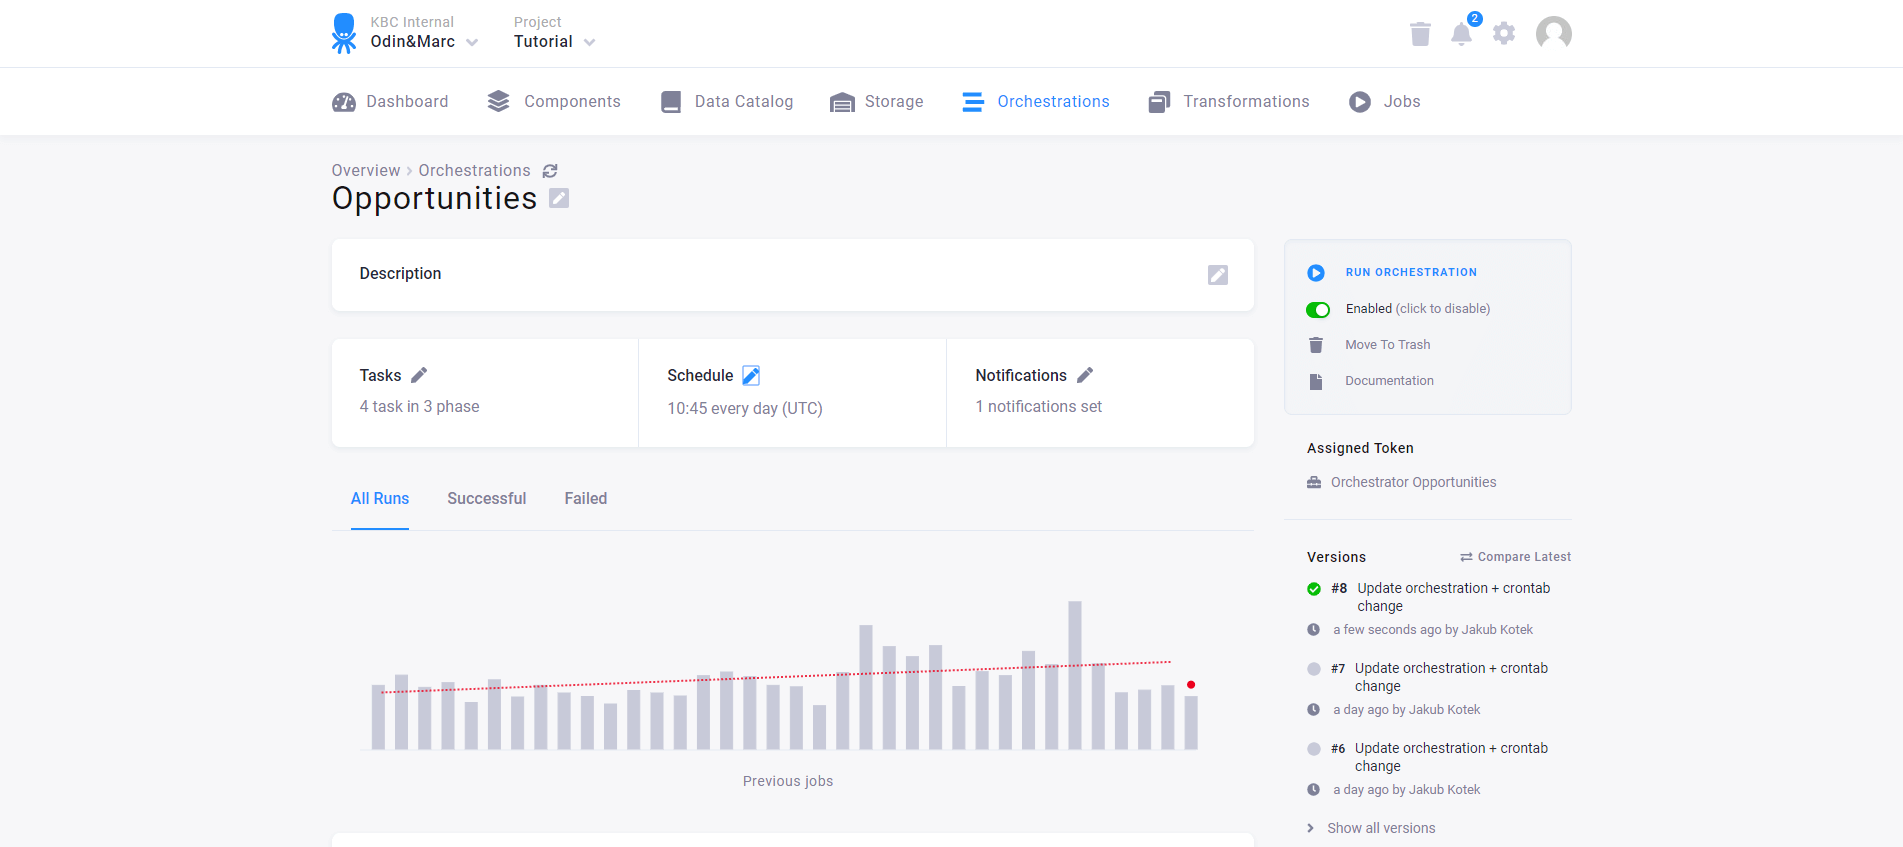 KBC Internal
Odin&Marc
Project
Tutorial
2
Dashboard
Components
Data Catalog
Storage
Orchestrations
Transformations
Jobs
Overview
Orchestrations
Opportunities
Description
Tasks
4 task in 3 phase
Schedule
10:45 every day (UTC)
Notifications
1 notifications set
All Runs
Successful
Failed
Previous jobs
RUN ORCHESTRATION
Enabled (click to disable)
Move To Trash
Documentation
Assigned Token
Orchestrator Opportunities
Versions
Compare Latest
#8 Update orchestration + crontab
change
a few seconds ago by Jakub Kotek
#7 Update orchestration + crontab
change
a day ago by Jakub Kotek
#6 Update orchestration + crontab
change
a day ago by Jakub Kotek
Show all versions